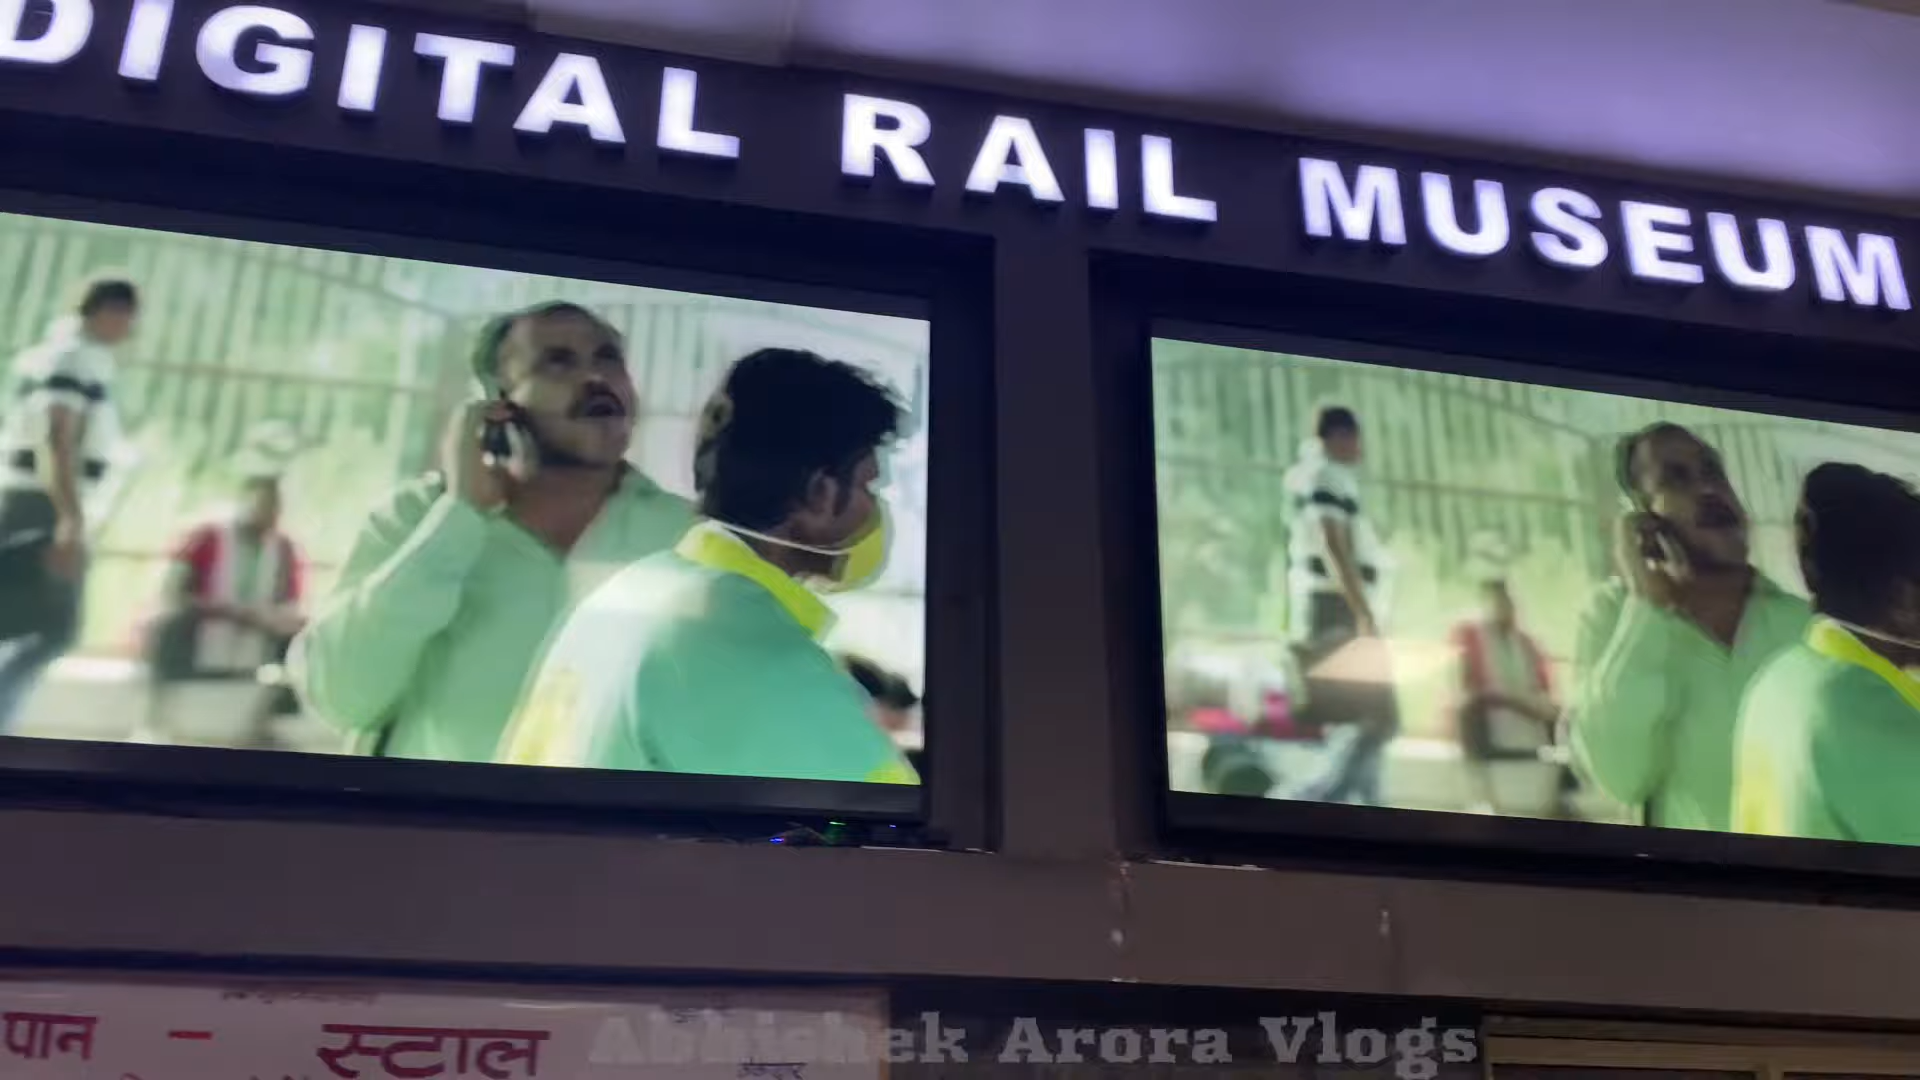 DIGITAL RAIL MUSEUM
पान - स्टाल
Abhishek Arora Vlogs